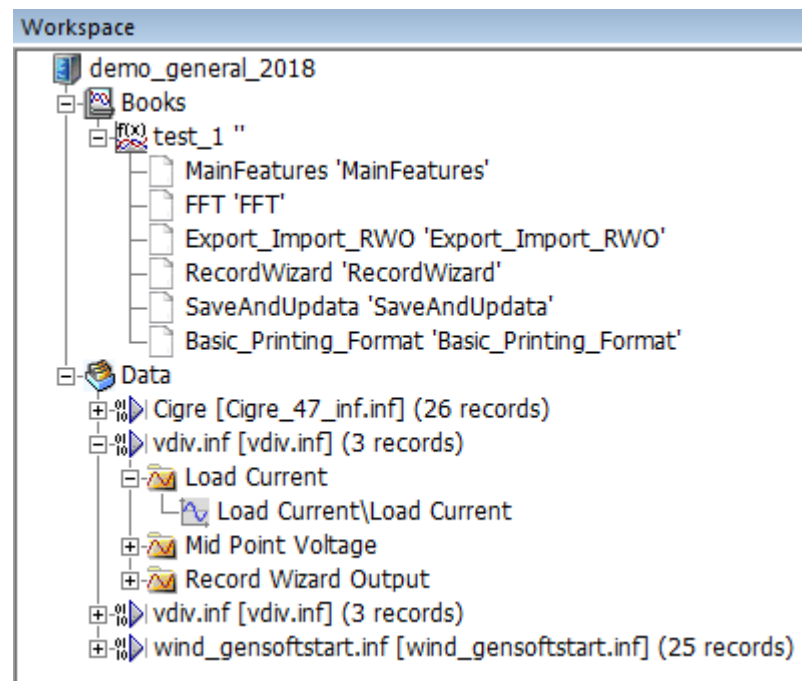 Workspace
demo_general_2018
Books
f(x) test_1 ''
MainFeatures 'MainFeatures'
FFT 'FFT'
Export_Import_RWO 'Export_Import_RWO'
RecordWizard 'RecordWizard'
SaveAndUpdata 'SaveAndUpdata'
Basic_Printing_Format 'Basic_Printing_Format'
Data
Cigre [Cigre_47_inf.inf] (26 records)
vdiv.inf [vdiv.inf] (3 records)
Load Current
Load Current\Load Current
Mid Point Voltage
Record Wizard Output
vdiv.inf [vdiv.inf] (3 records)
wind_gensoftstart.inf [wind_gensoftstart.inf] (25 records)